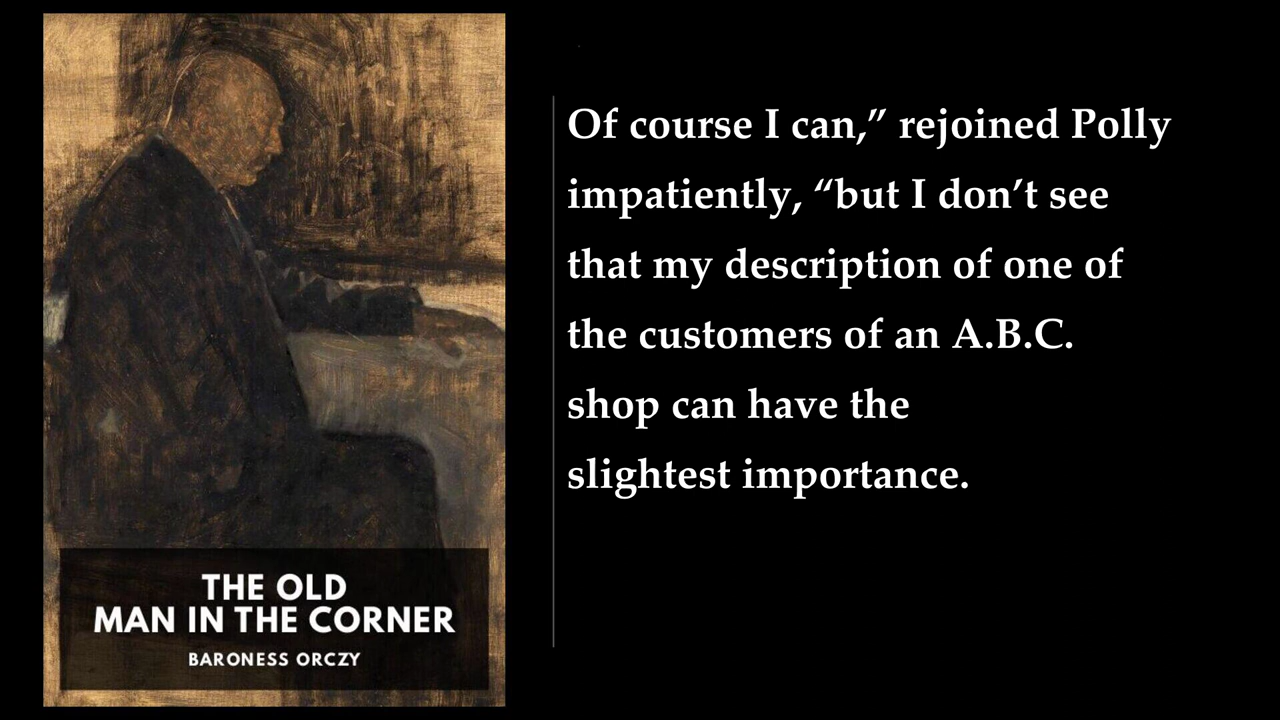 THE OLD
MAN IN THE CORNER
BARONESS ORCZY
Of course I can,” rejoined Polly
impatiently, “but I don’t see
that my description of one of
the customers of an A.B.C.
shop can have the
slightest importance.